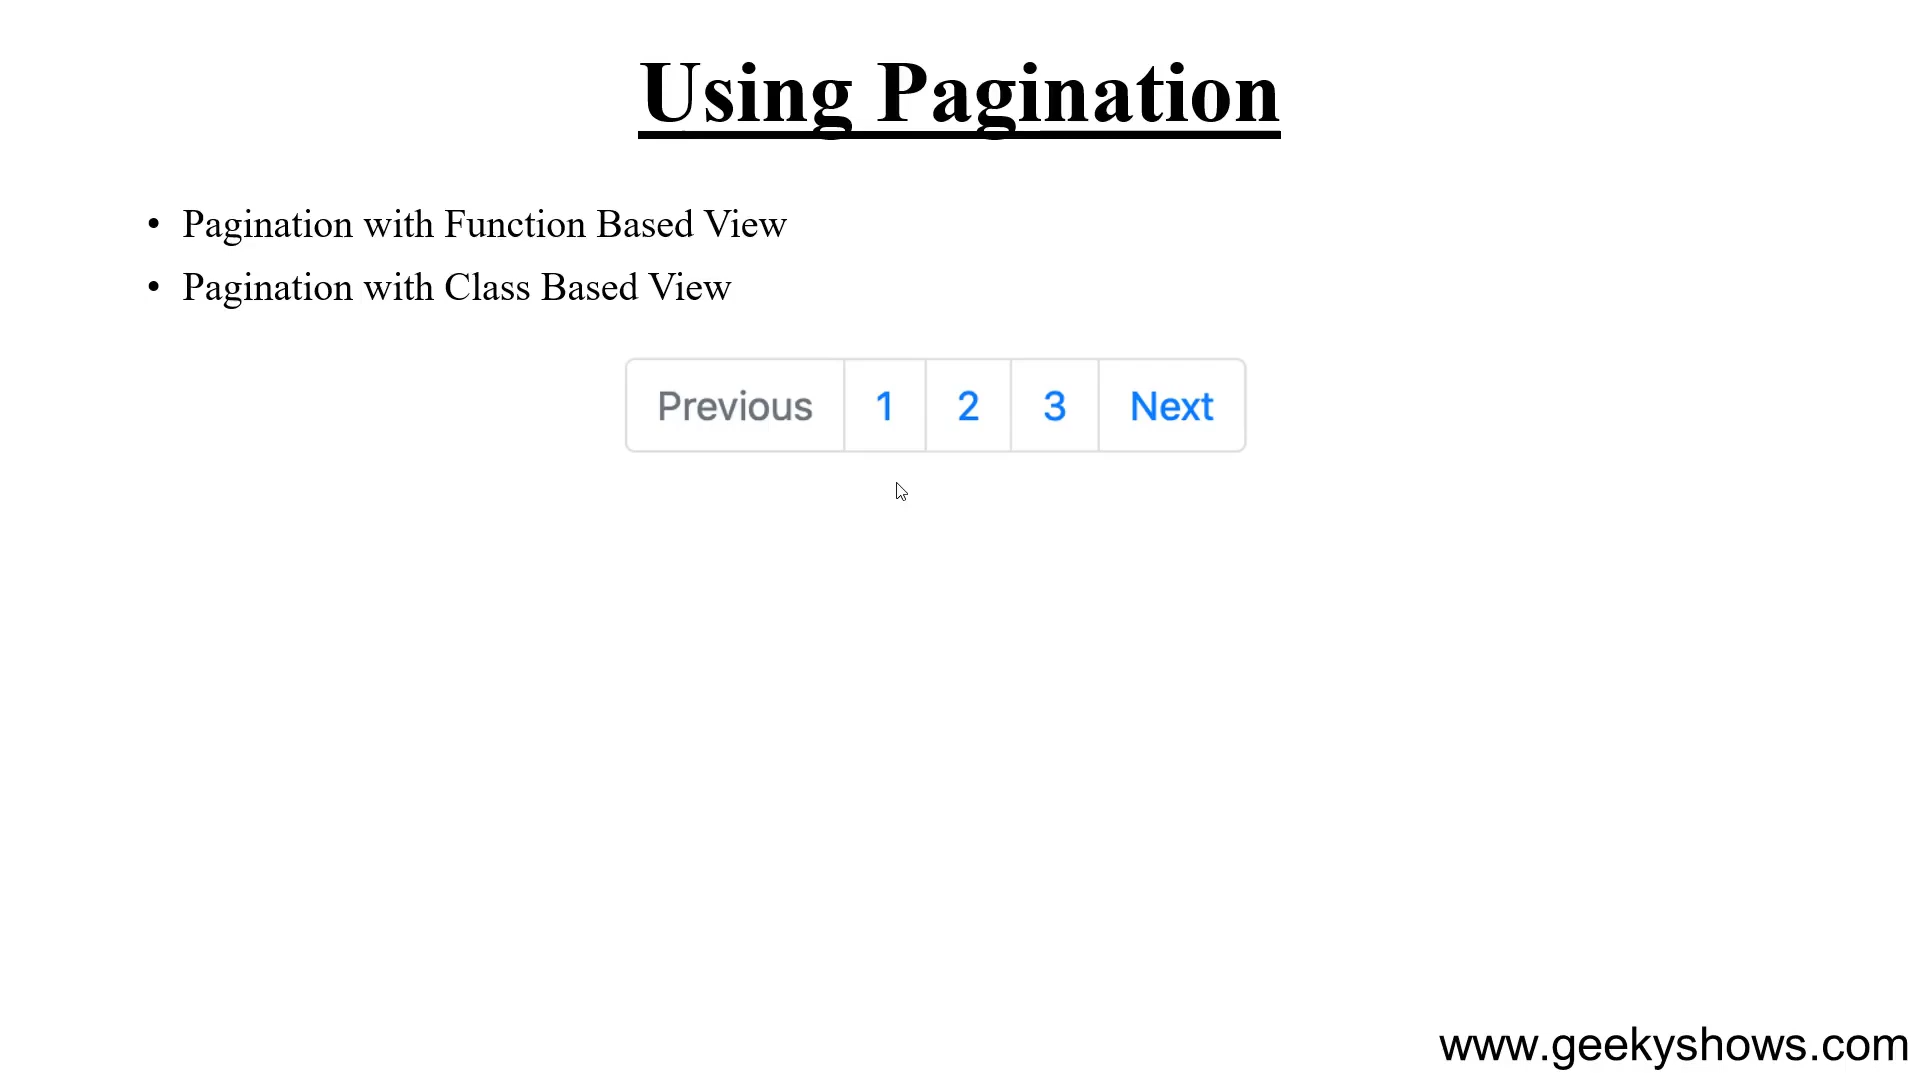 Using Pagination
• Pagination with Function Based View
• Pagination with Class Based View
Previous 1 2 3 Next
www.geekyshows.com